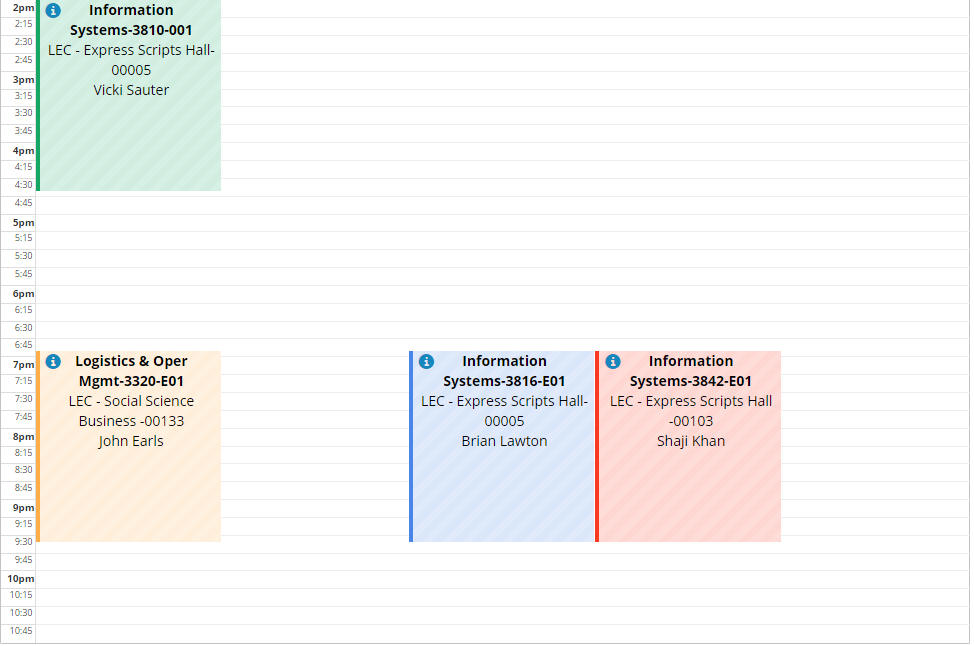 2pm
2:15
2:30
2:45
3pm
3:15
3:30
3:45
4pm
4:15
4:30
4:45
5pm
5:15
5:30
5:45
6pm
6:15
6:30
6:45
7pm
7:15
7:30
7:45
8pm
8:15
8:30
8:45
9pm
9:15
9:30
9:45
10pm
10:15
10:30
10:45
Information
Systems-3810-001
LEC - Express Scripts Hall-
00005
Vicki Sauter
Logistics & Oper
Mgmt-3320-E01
LEC - Social Science
Business -00133
John Earls
Information
Systems-3816-E01
LEC - Express Scripts Hall-
00005
Brian Lawton
Information
Systems-3842-E01
LEC - Express Scripts Hall
-00103
Shaji Khan